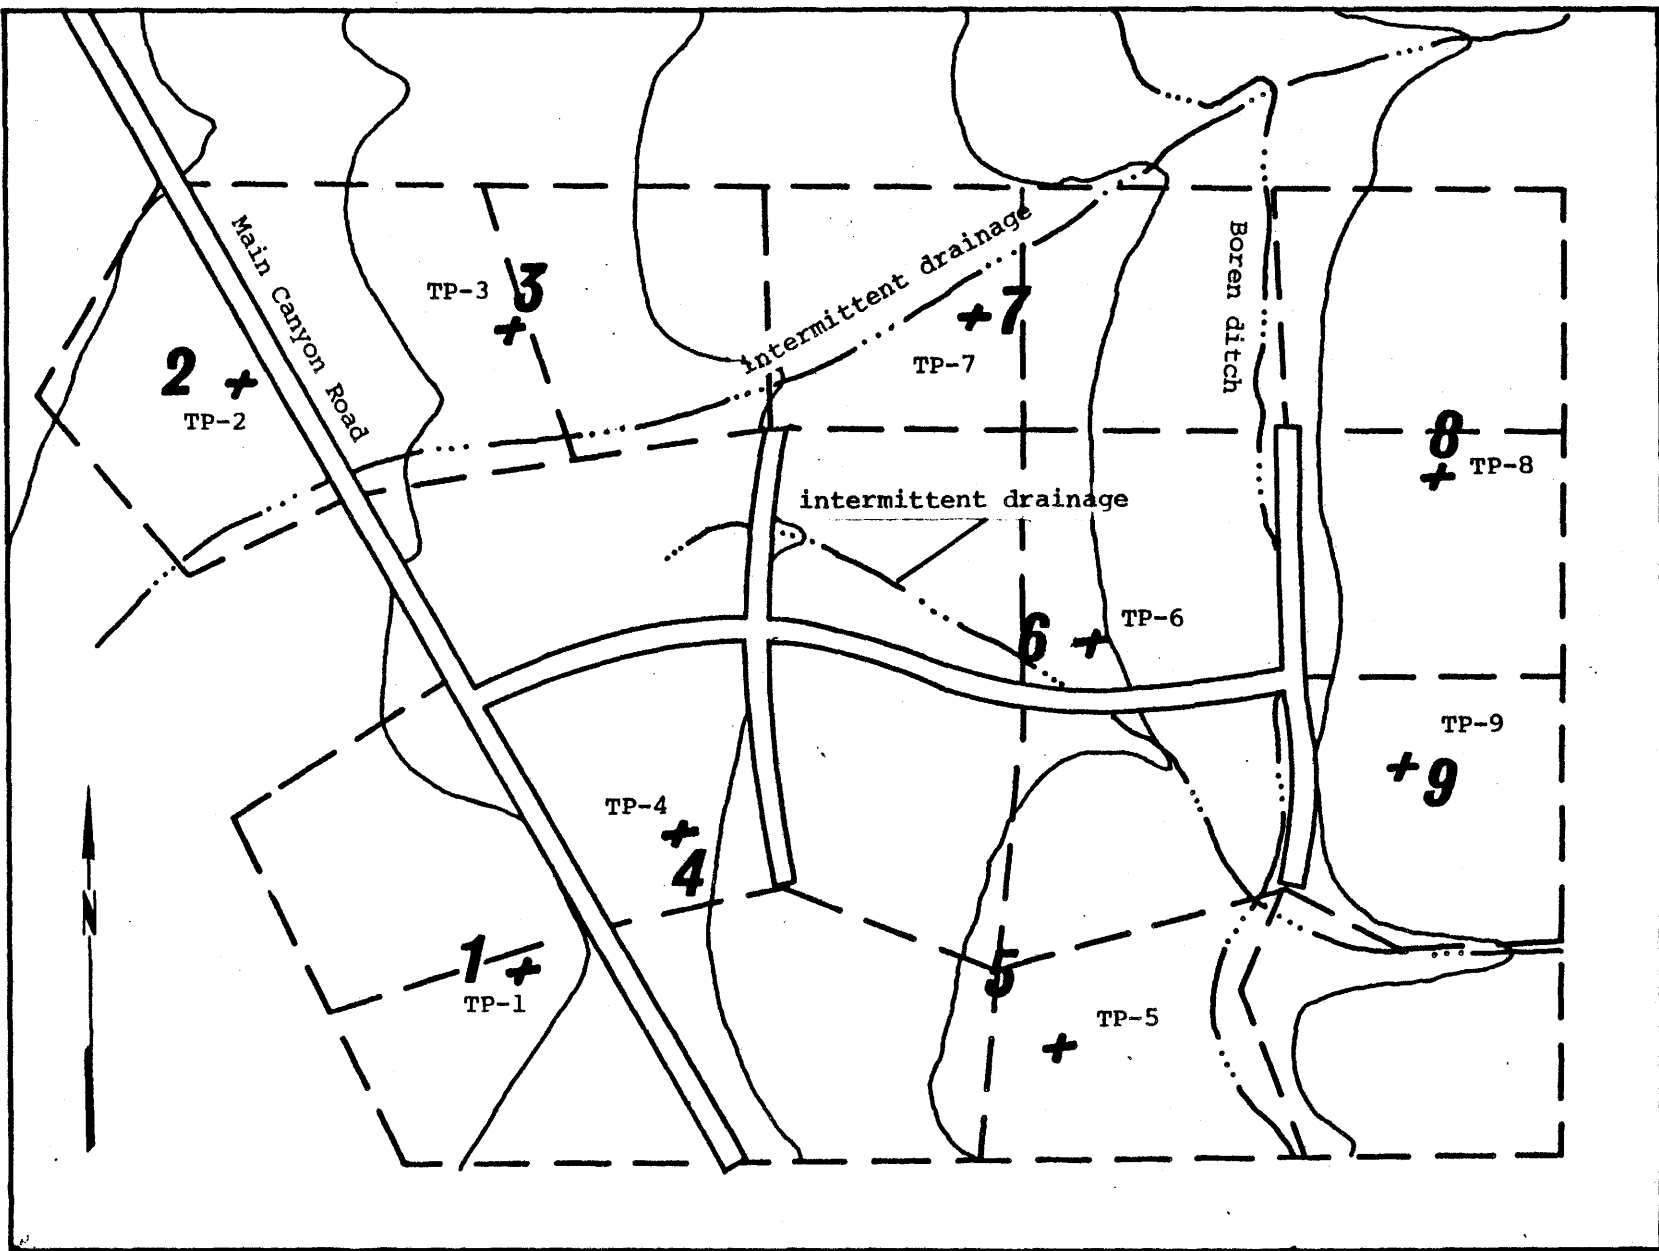 Main Canyon Road
TP-3
3
intermittent drainage
Boren ditch
7
TP-7
2
TP-2
8
TP-8
intermittent drainage
6
TP-6
TP-9
9
TP-4
4
N
1
TP-1
5
TP-5